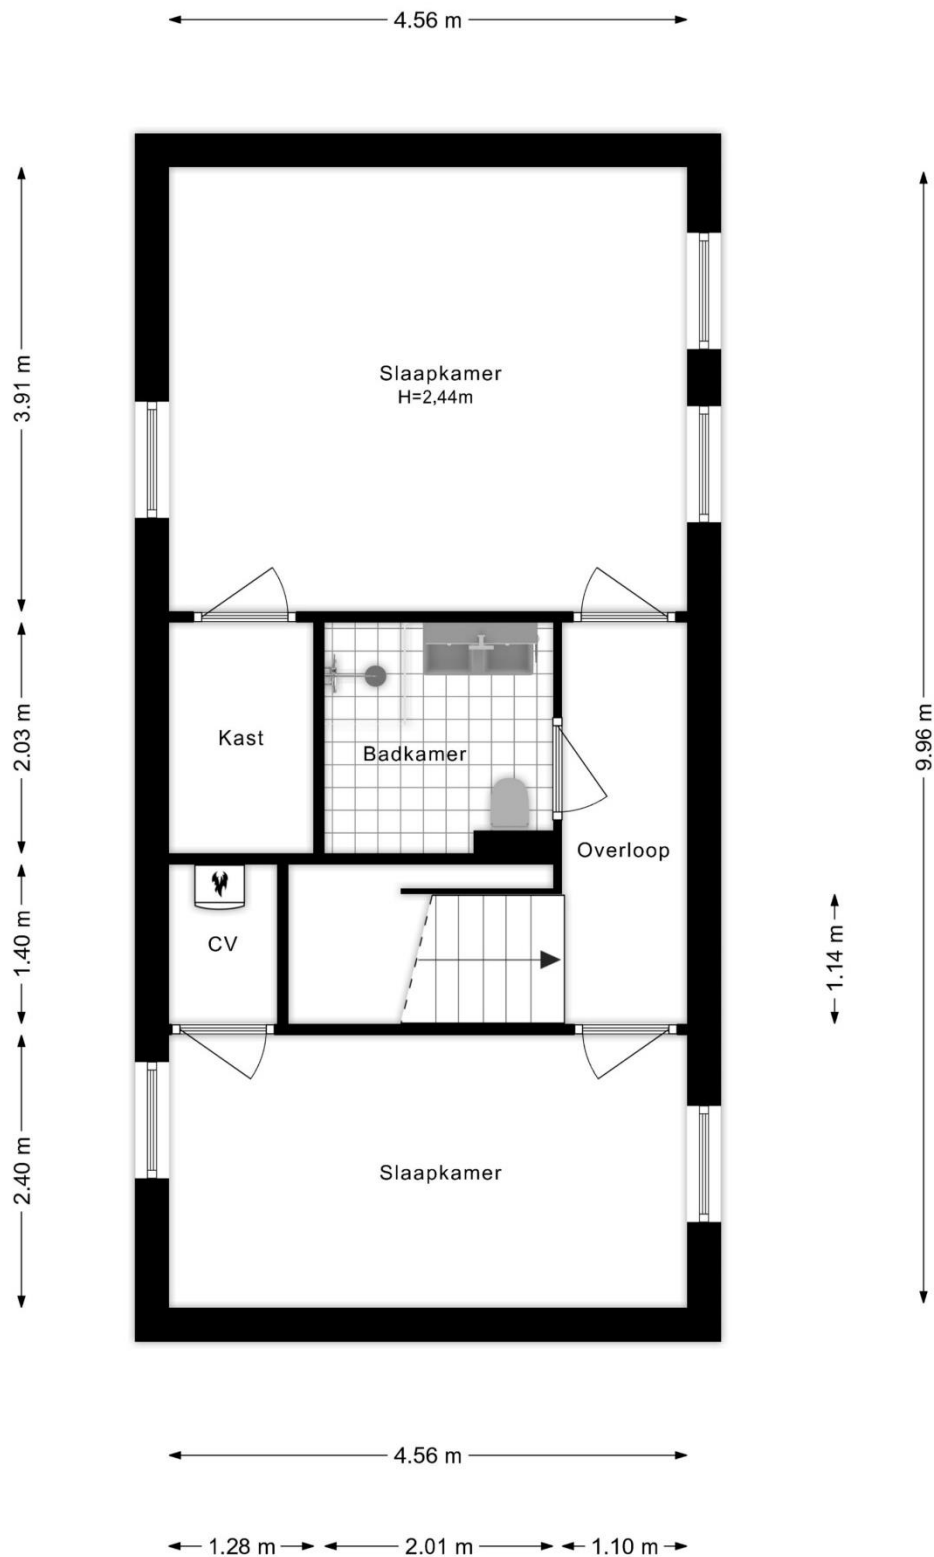 4.56 m
3.91 m
Slaapkamer
H=2,44m
2.03 m
Kast
Badkamer
9.96 m
Overloop
1.40 m
CV
1.14 m
2.40 m
Slaapkamer
4.56 m
1.28 m
2.01 m
1.10 m